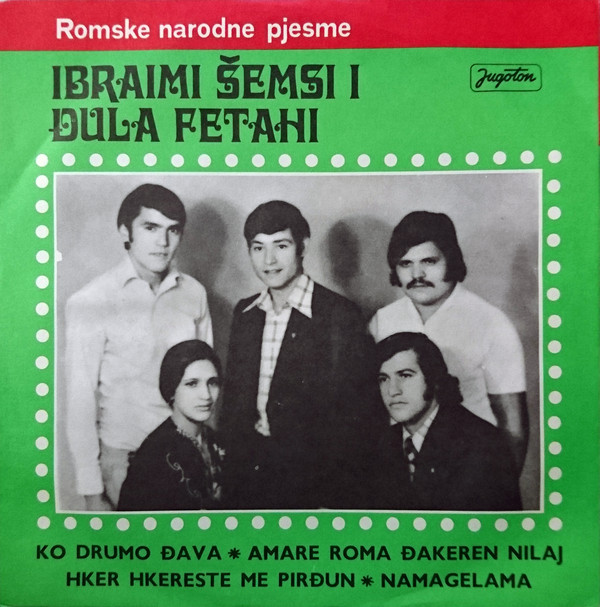 Romske narodne pjesme
IBRAIMI ŠEMSI I
ĐULA FETAHI
Jugoton
KO DRUMO ĐAVA * AMARE ROMA ĐAKEREN NILAJ
HKER HKERESTE ME PIRĐUN * NAMAGELAMA